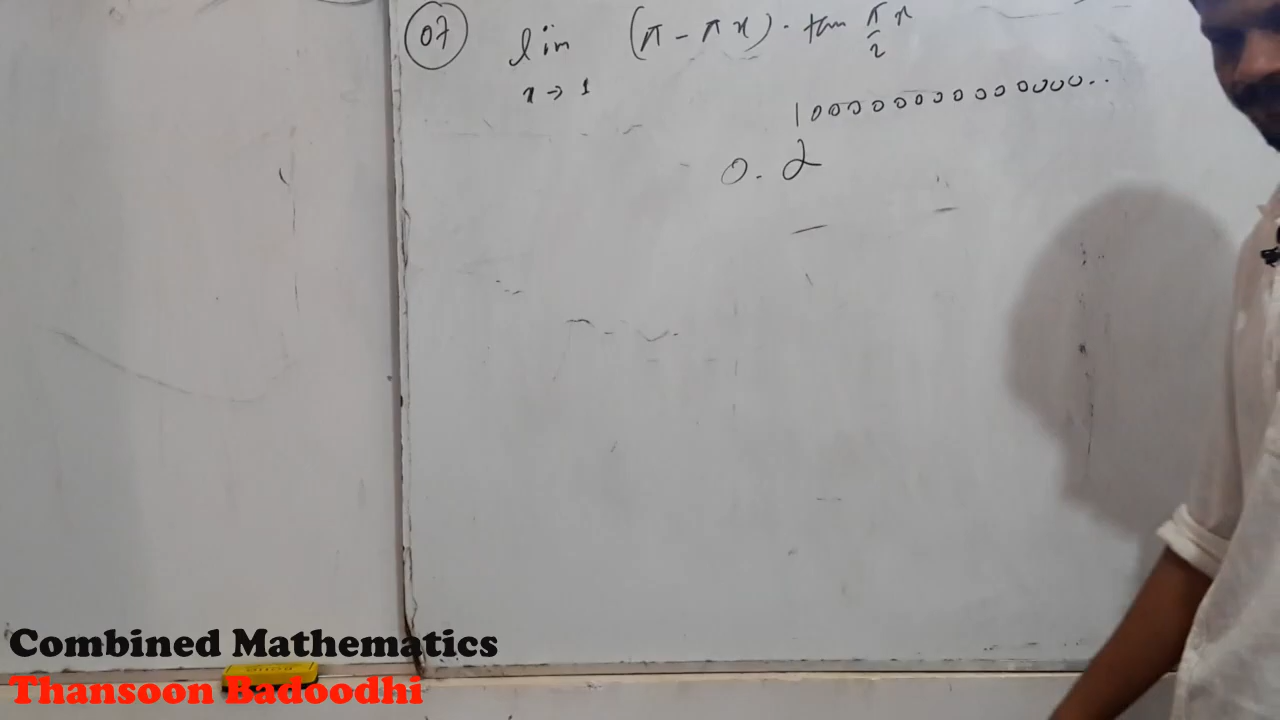 07 lim (π - πx) · tan π/2 x
x → 1
1000000000000000..
0.2
Combined Mathematics
Thansoon Badoodhi